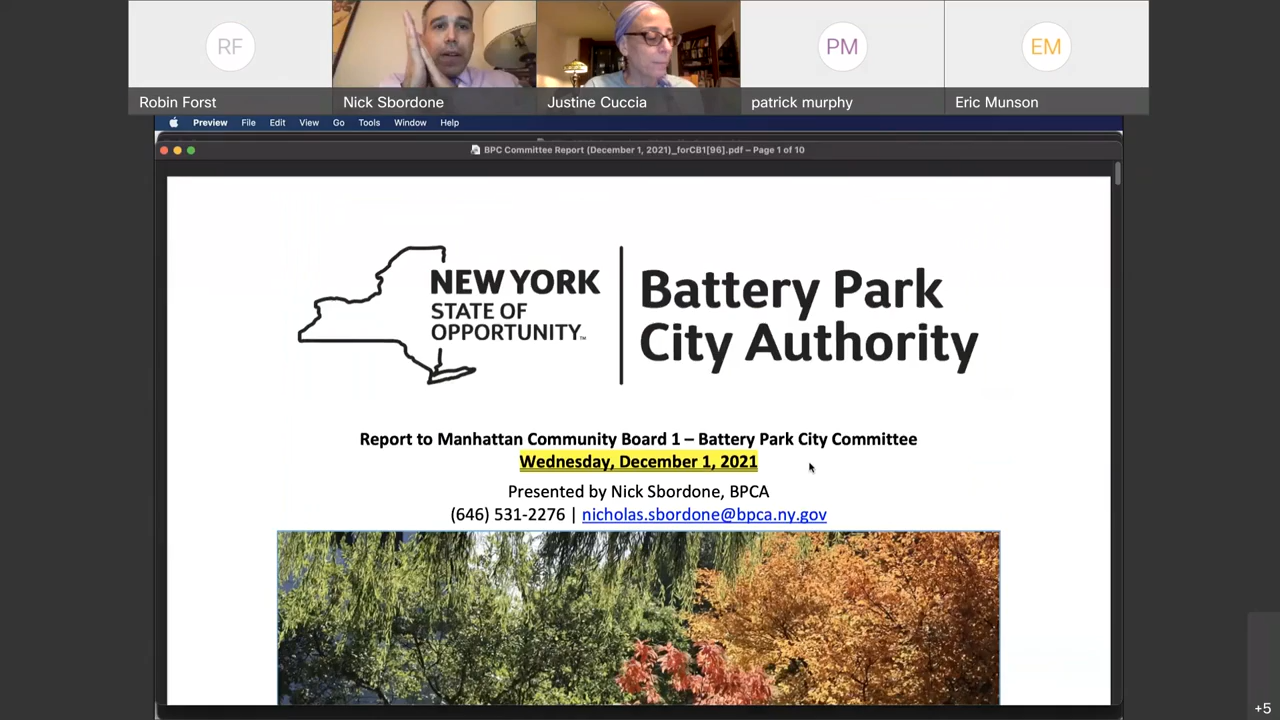 RF
PM
EM
Robin Forst
Nick Sbordone
Justine Cuccia
patrick murphy
Eric Munson
Preview File Edit View Go Tools Window Help
BPC Committee Report (December 1, 2021)_forCB1[96].pdf – Page 1 of 10
NEW YORK
STATE OF
OPPORTUNITY™
Battery Park
City Authority
Report to Manhattan Community Board 1 – Battery Park City Committee
Wednesday, December 1, 2021
Presented by Nick Sbordone, BPCA
(646) 531-2276 | nicholas.sbordone@bpca.ny.gov
+5